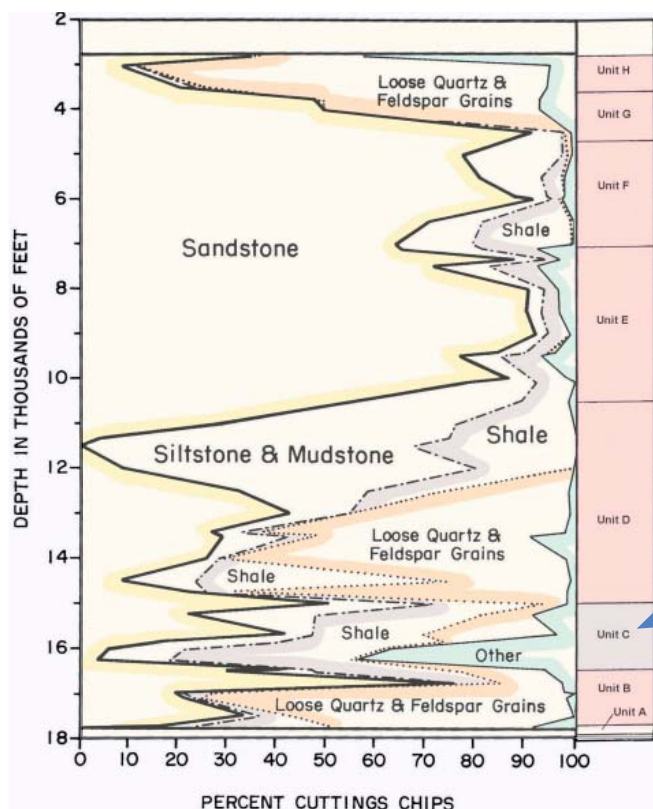 2
4
6
8
10
12
14
16
18
DEPTH IN THOUSANDS OF FEET
Loose Quartz &
Feldspar Grains
Sandstone
Shale
Shale
Siltstone & Mudstone
Loose Quartz &
Feldspar Grains
Shale
Shale
Other
Loose Quartz & Feldspar Grains
Unit H
Unit G
Unit F
Unit E
Unit D
Unit C
Unit B
Unit A
0 10 20 30 40 50 60 70 80 90 100
PERCENT CUTTINGS CHIPS